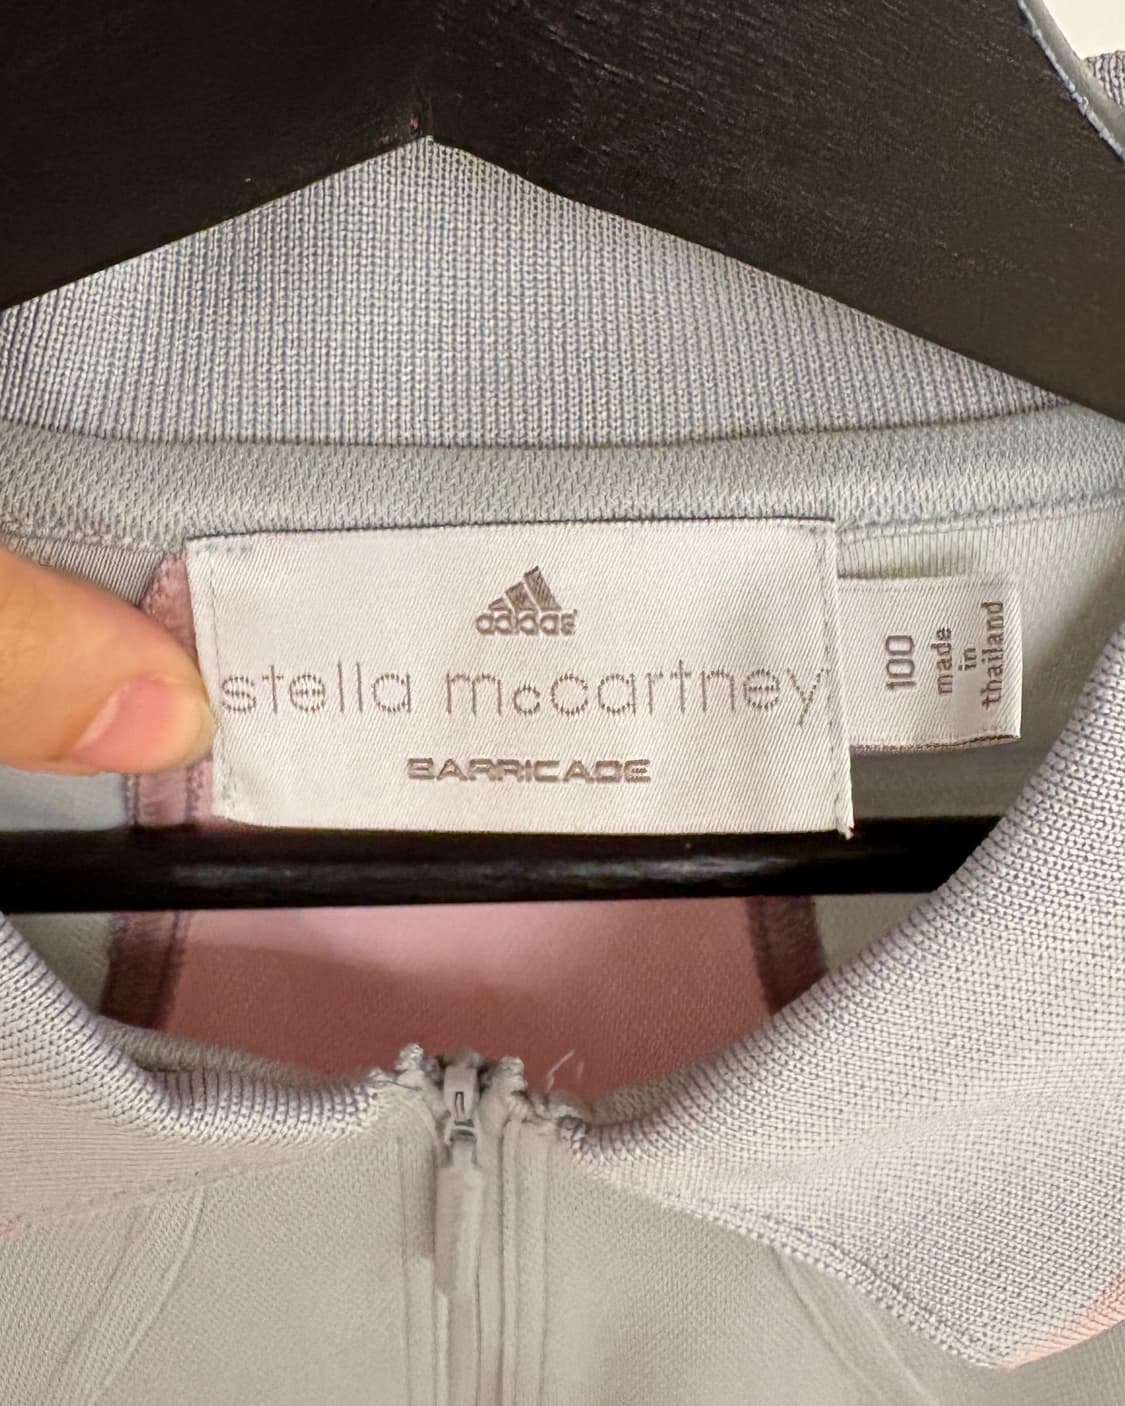 adidas
stella mccartney
BARRICADE
100
made
in
thailand